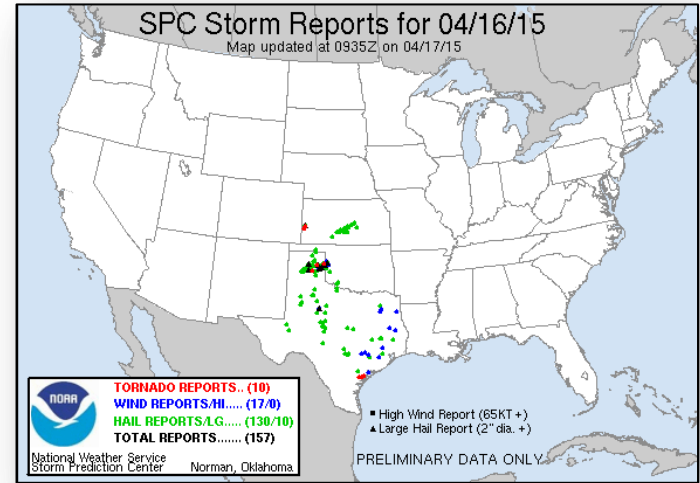 SPC Storm Reports for 04/16/15
Map updated at 0935Z on 04/17/15
NOAA
TORNADO REPORTS.. (10)
WIND REPORTS/HI..... (17/0)
HAIL REPORTS/LG..... (130/10)
TOTAL REPORTS....... (157)
National Weather Service
Storm Prediction Center Norman, Oklahoma
High Wind Report (65KT +)
Large Hail Report (2" dia. +)
PRELIMINARY DATA ONLY